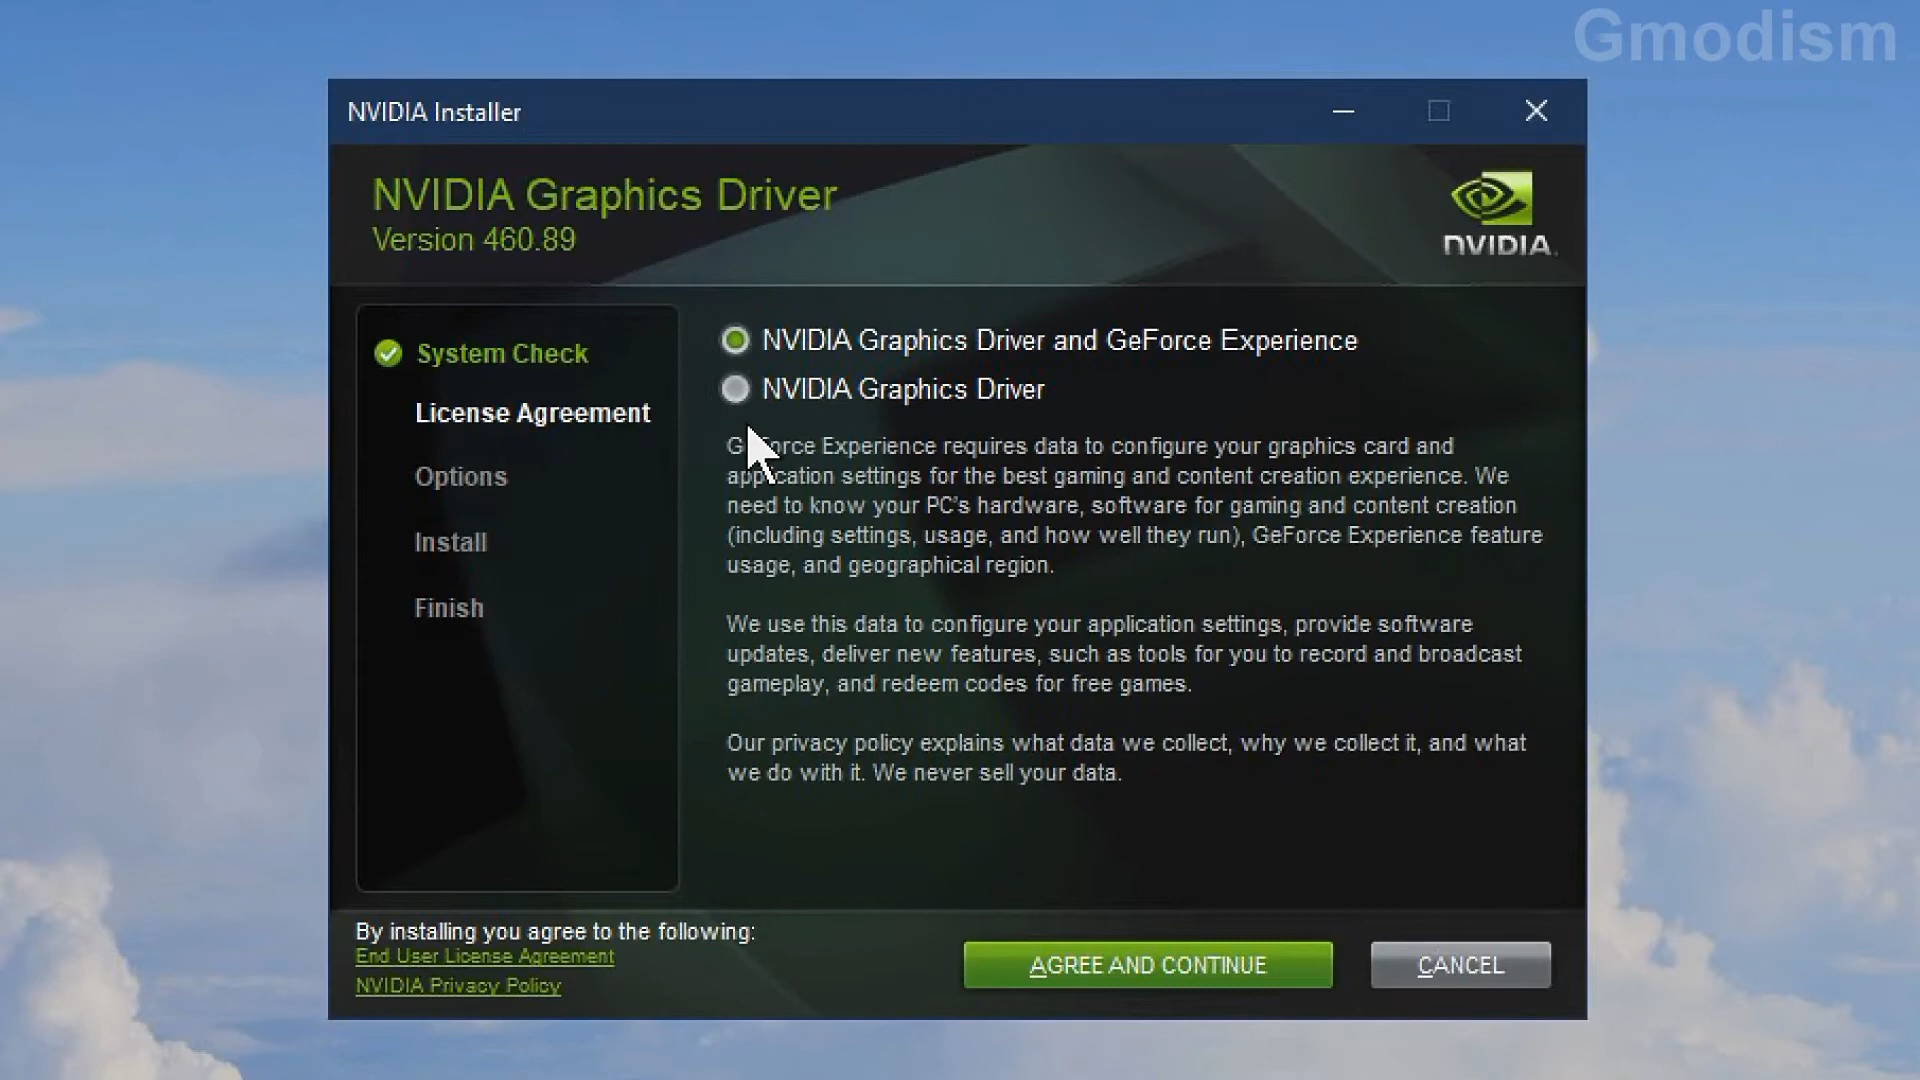 Gmodism
NVIDIA Installer
NVIDIA Graphics Driver
Version 460.89
NVIDIA.
System Check
License Agreement
Options
Install
Finish
NVIDIA Graphics Driver and GeForce Experience
NVIDIA Graphics Driver
GeForce Experience requires data to configure your graphics card and
application settings for the best gaming and content creation experience. We
need to know your PC's hardware, software for gaming and content creation
(including settings, usage, and how well they run), GeForce Experience feature
usage, and geographical region.
We use this data to configure your application settings, provide software
updates, deliver new features, such as tools for you to record and broadcast
gameplay, and redeem codes for free games.
Our privacy policy explains what data we collect, why we collect it, and what
we do with it. We never sell your data.
By installing you agree to the following:
End User License Agreement
NVIDIA Privacy Policy
AGREE AND CONTINUE
CANCEL